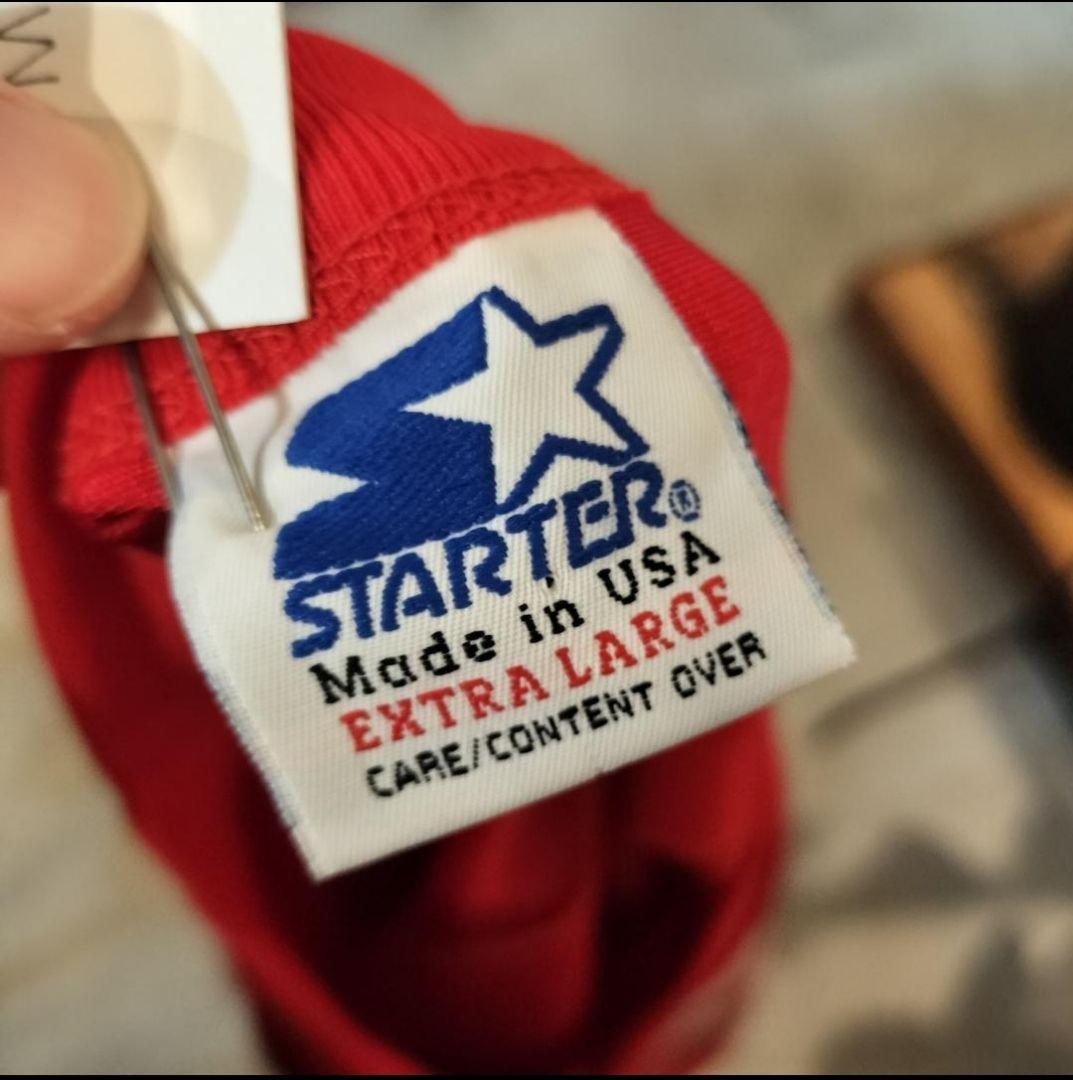 STARTER®
Made in USA
EXTRA LARGE
CARE/CONTENT OVER